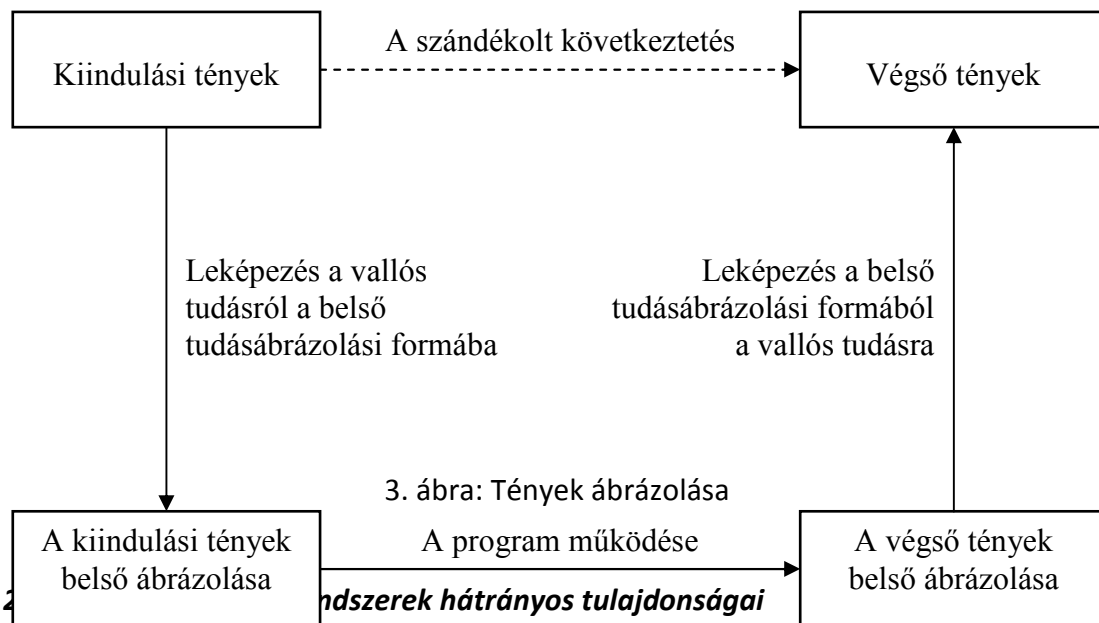 A szándékolt következtetés
Kiindulási tények
Végső tények
Leképezés a vallós
tudásról a belső
tudásábrázolási formába
Leképezés a belső
tudásábrázolási formából
a vallós tudásra
3. ábra: Tények ábrázolása
A kiindulási tények
belső ábrázolása
A program működése
A végső tények
belső ábrázolása
hátrányos tulajdonságai